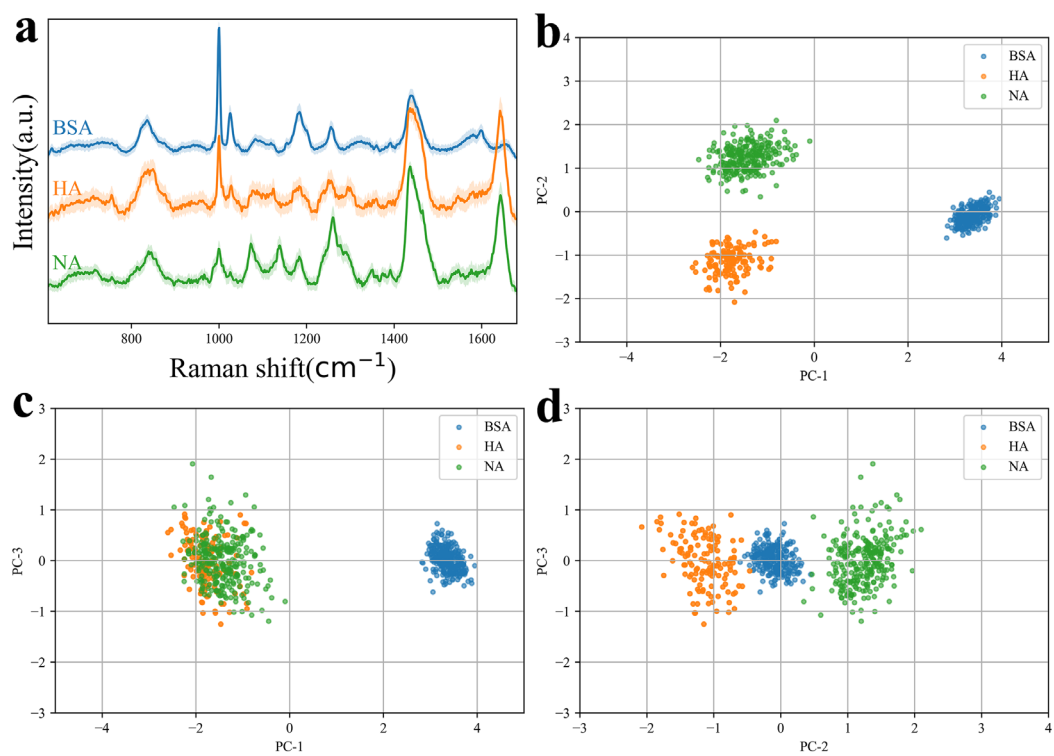 a
Intensity(a.u.)
BSA
HA
NA
800
1000
1200
1400
1600
Raman shift(cm⁻¹)
b
PC-2
4
3
2
1
0
−1
−2
−3
BSA
HA
NA
−4
−2
0
2
4
PC-1
c
PC-3
3
2
1
0
−1
−2
−3
BSA
HA
NA
−4
−2
0
2
4
PC-1
d
PC-3
3
2
1
0
−1
−2
−3
BSA
HA
NA
−3
−2
−1
0
1
2
3
4
PC-2